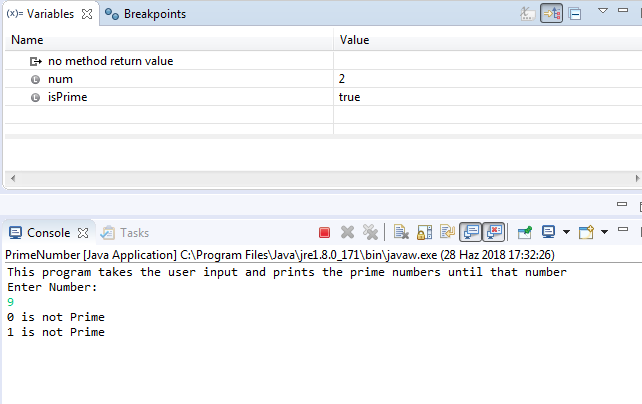 (x)= Variables
Breakpoints
Name Value
no method return value
num 2
isPrime true
Console Tasks
PrimeNumber [Java Application] C:\Program Files\Java\jre1.8.0_171\bin\javaw.exe (28 Haz 2018 17:32:26)
This program takes the user input and prints the prime numbers until that number
Enter Number:
9
0 is not Prime
1 is not Prime